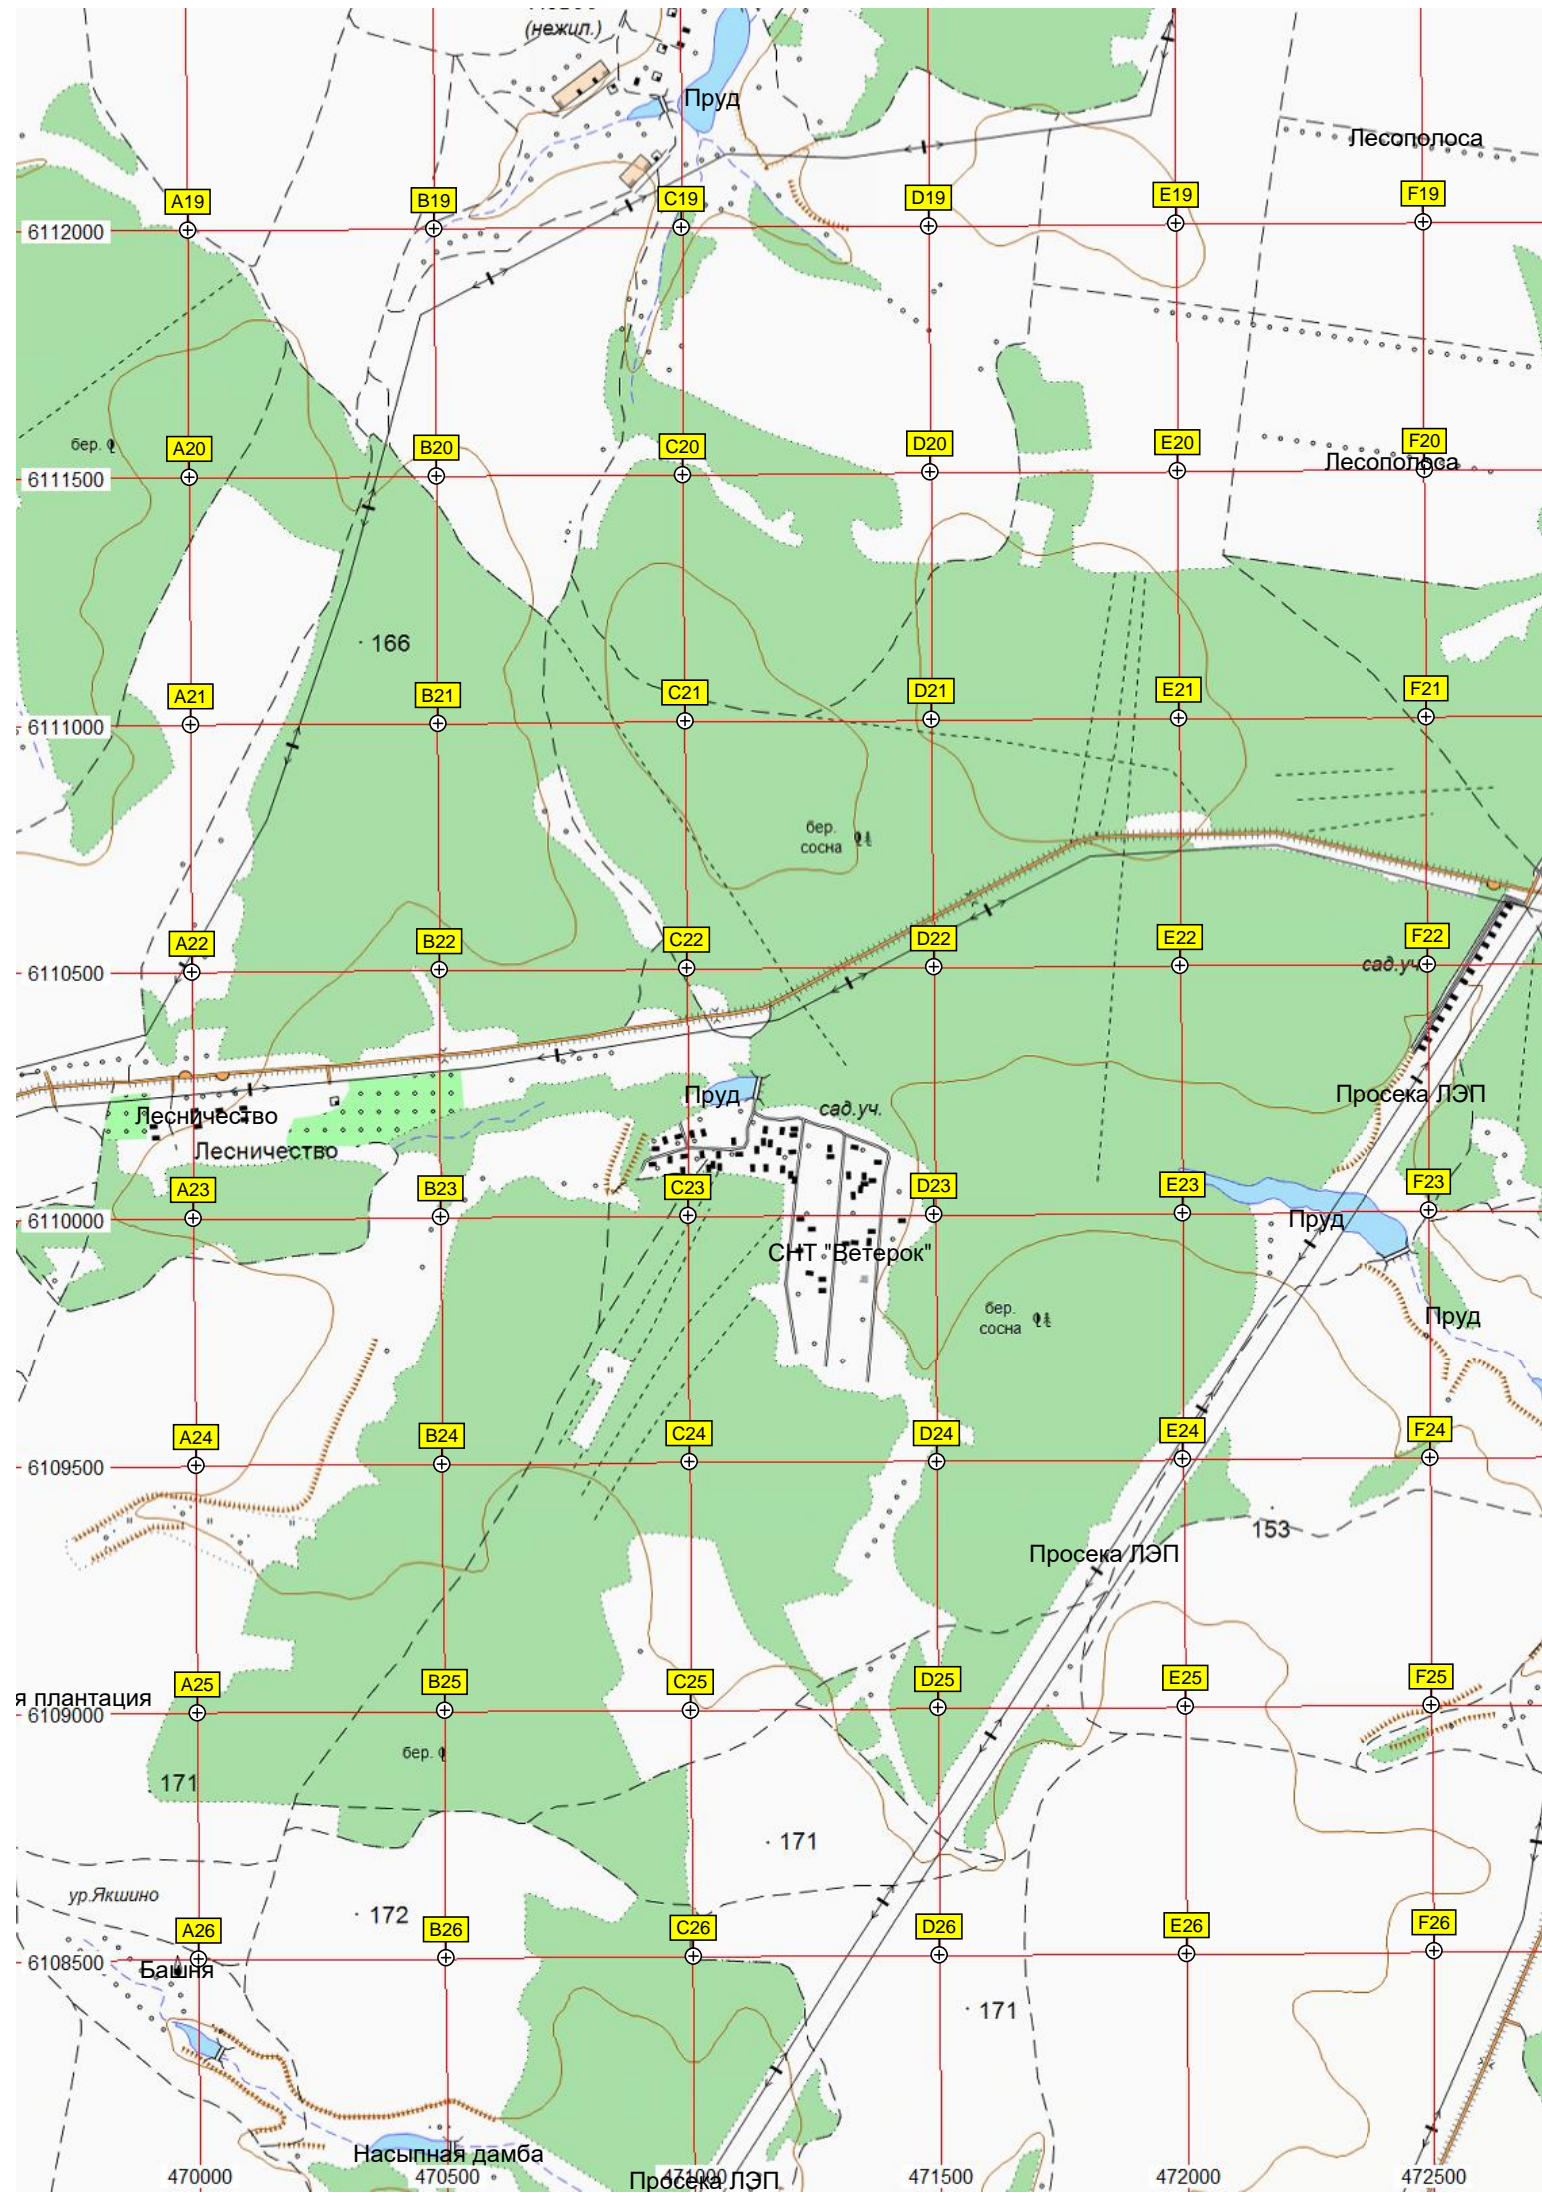 (нежил.)
Пруд
Лесополоса
A19
B19
C19
D19
E19
F19
6112000
бер.
A20
B20
C20
D20
E20
F20
Лесополоса
6111500
166
A21
B21
C21
D21
E21
F21
6111000
бер.
сосна
A22
B22
C22
D22
E22
F22
6110500
сад.уч.
Лесничество
Пруд
сад.уч.
Просека ЛЭП
Лесничество
A23
B23
C23
D23
E23
F23
6110000
Пруд
СНТ "Ветерок"
бер.
сосна
Пруд
A24
B24
C24
D24
E24
F24
6109500
153
Просека ЛЭП
A25
B25
C25
D25
E25
F25
я плантация
6109000
бер.
171
171
ур.Якшино
172
A26
B26
C26
D26
E26
F26
6108500
Башня
171
Насыпная дамба
470000
470500
471000
471500
472000
472500
Просека ЛЭП